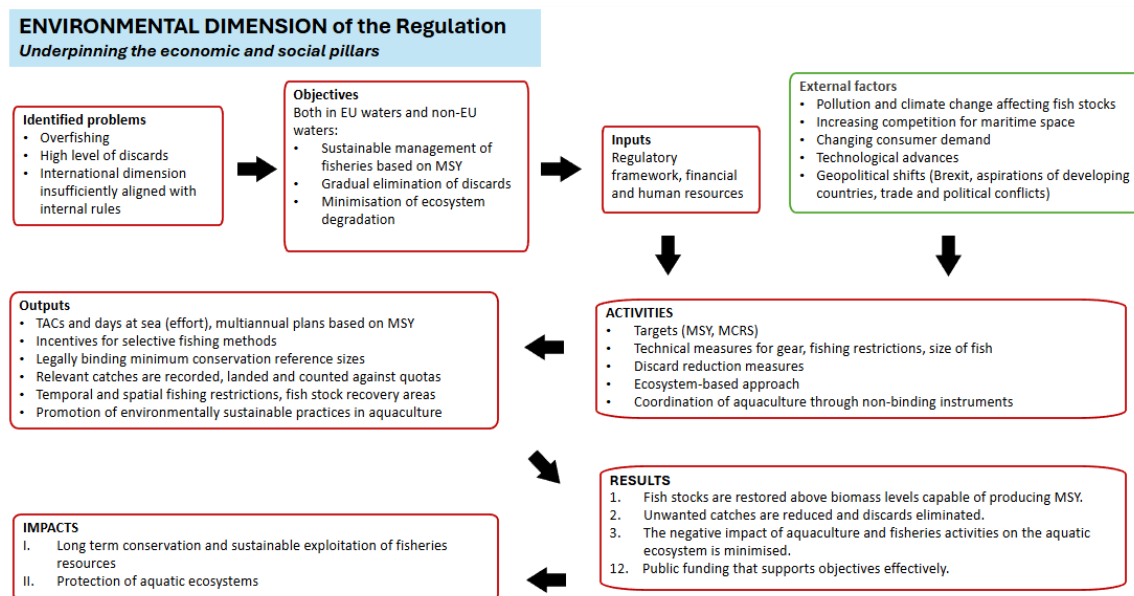 ENVIRONMENTAL DIMENSION of the Regulation
Underpinning the economic and social pillars
Identified problems
• Overfishing
• High level of discards
• International dimension
insufficiently aligned with
internal rules
Objectives
Both in EU waters and non-EU
waters:
• Sustainable management of
fisheries based on MSY
• Gradual elimination of discards
• Minimisation of ecosystem
degradation
Inputs
Regulatory
framework, financial
and human resources
External factors
• Pollution and climate change affecting fish stocks
• Increasing competition for maritime space
• Changing consumer demand
• Technological advances
• Geopolitical shifts (Brexit, aspirations of developing
countries, trade and political conflicts)
ACTIVITIES
• Targets (MSY, MCRS)
• Technical measures for gear, fishing restrictions, size of fish
• Discard reduction measures
• Ecosystem-based approach
• Coordination of aquaculture through non-binding instruments
Outputs
• TACs and days at sea (effort), multiannual plans based on MSY
• Incentives for selective fishing methods
• Legally binding minimum conservation reference sizes
• Relevant catches are recorded, landed and counted against quotas
• Temporal and spatial fishing restrictions, fish stock recovery areas
• Promotion of environmentally sustainable practices in aquaculture
RESULTS
1. Fish stocks are restored above biomass levels capable of producing MSY.
2. Unwanted catches are reduced and discards eliminated.
3. The negative impact of aquaculture and fisheries activities on the aquatic
ecosystem is minimised.
12. Public funding that supports objectives effectively.
IMPACTS
I. Long term conservation and sustainable exploitation of fisheries
resources
II. Protection of aquatic ecosystems